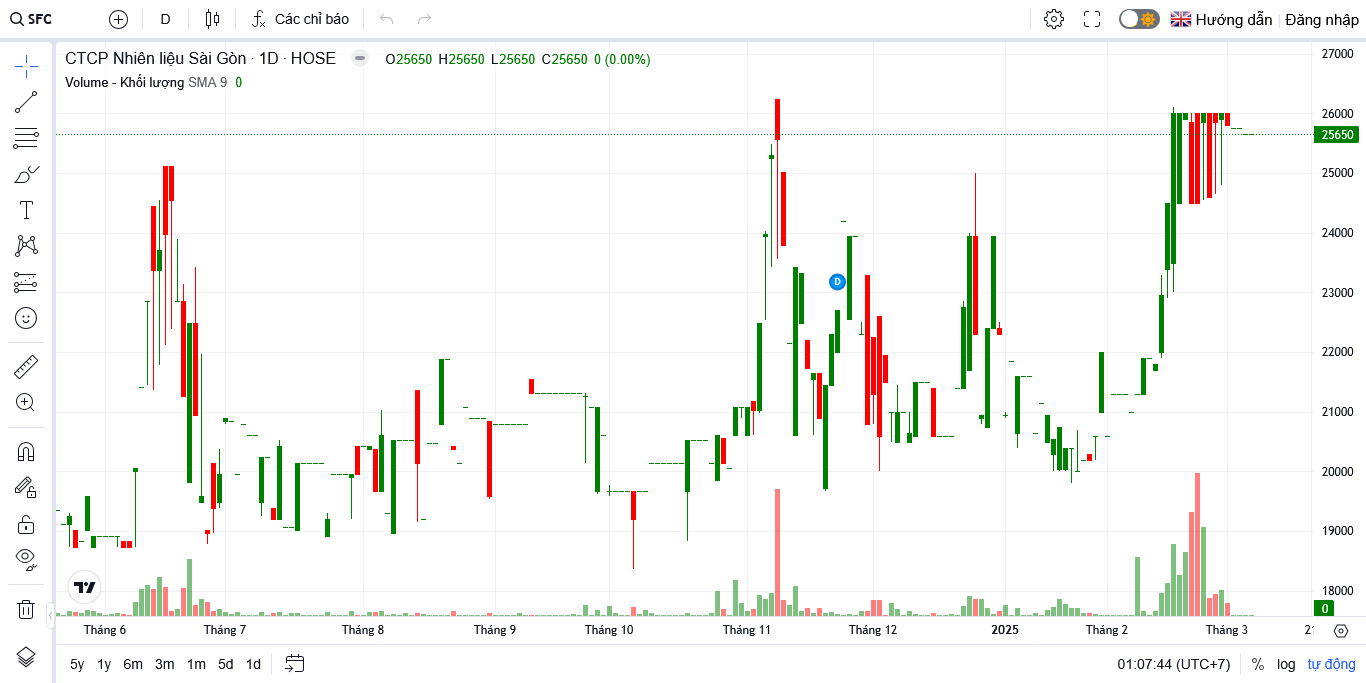 SFC D Các chỉ báo Hướng dẫn Đăng nhập
CTCP Nhiên liệu Sài Gòn · 1D · HOSE O25650 H25650 L25650 C25650 0 (0.00%)
Volume - Khối lượng SMA 9 0
27000
26000
25650
25000
24000
23000
D
22000
21000
20000
19000
18000
0
Tháng 6 Tháng 7 Tháng 8 Tháng 9 Tháng 10 Tháng 11 Tháng 12 2025 Tháng 2 Tháng 3
5y 1y 6m 3m 1m 5d 1d 01:07:44 (UTC+7) % log tự động